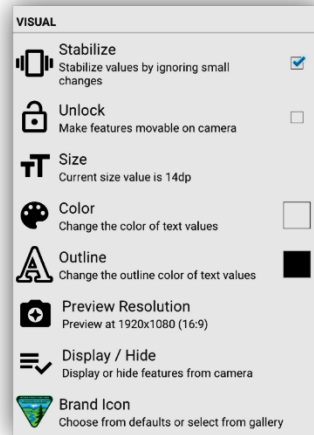 VISUAL
Stabilize
Stabilize values by ignoring small
changes
Unlock
Make features movable on camera
Size
Current size value is 14dp
Color
Change the color of text values
Outline
Change the outline color of text values
Preview Resolution
Preview at 1920x1080 (16:9)
Display / Hide
Display or hide features from camera
Brand Icon
Choose from defaults or select from gallery